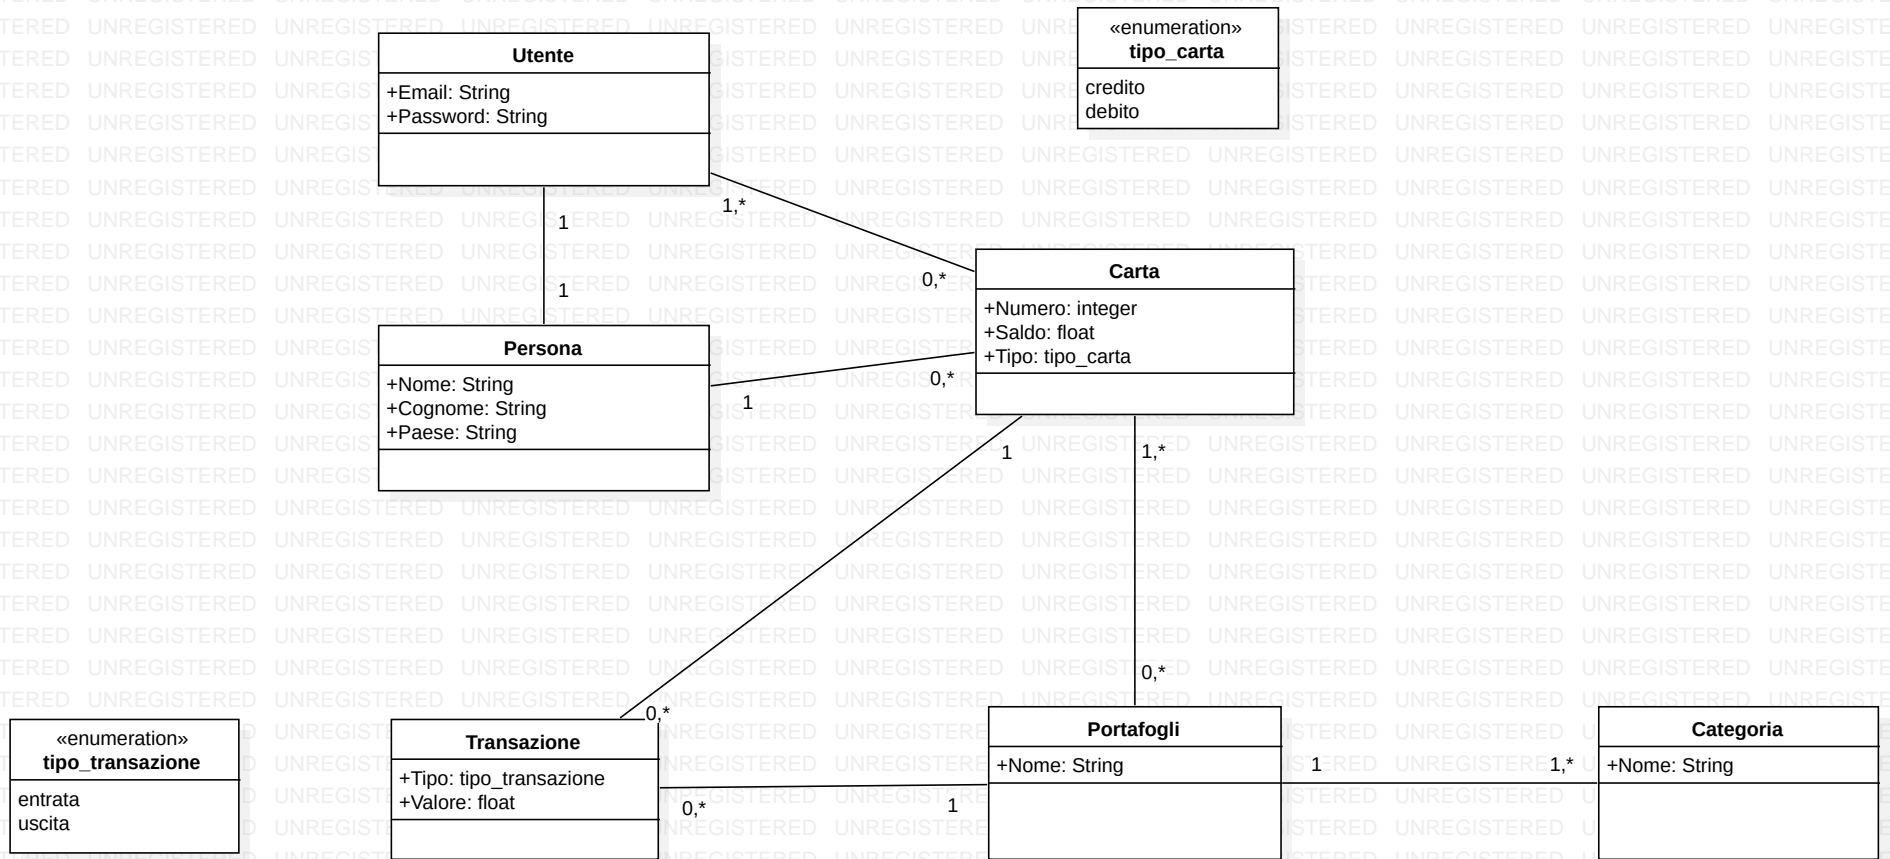 «enumeration»
tipo_carta
credito
debito
Utente
+Email: String
+Password: String
1,*
0,*
1
1
Carta
+Numero: integer
+Saldo: float
+Tipo: tipo_carta
Persona
+Nome: String
+Cognome: String
+Paese: String
0,*
1
1
1,*
0,*
0,*
«enumeration»
tipo_transazione
entrata
uscita
Transazione
+Tipo: tipo_transazione
+Valore: float
0,*
1
Portafogli
+Nome: String
1
1,*
Categoria
+Nome: String
UNREGISTERED